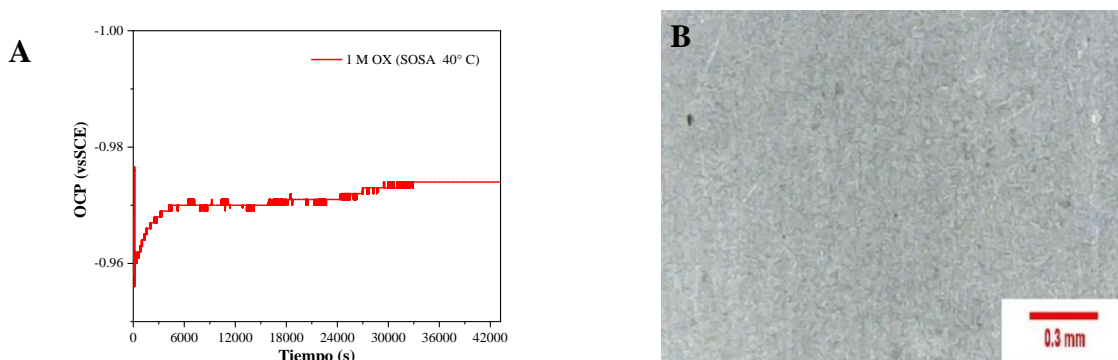 A
B
-1.00
1 M OX (SOSA 40° C)
-0.98
OCP (vsSCE)
-0.96
0 6000 12000 18000 24000 30000 36000 42000
Tiempo (s)
0.3 mm